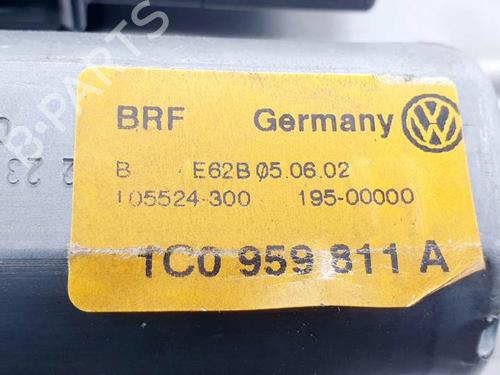 B-PARTS
BRF Germany
B E62B 05.06.02
105524-300 195-00000
1C0 959 811 A